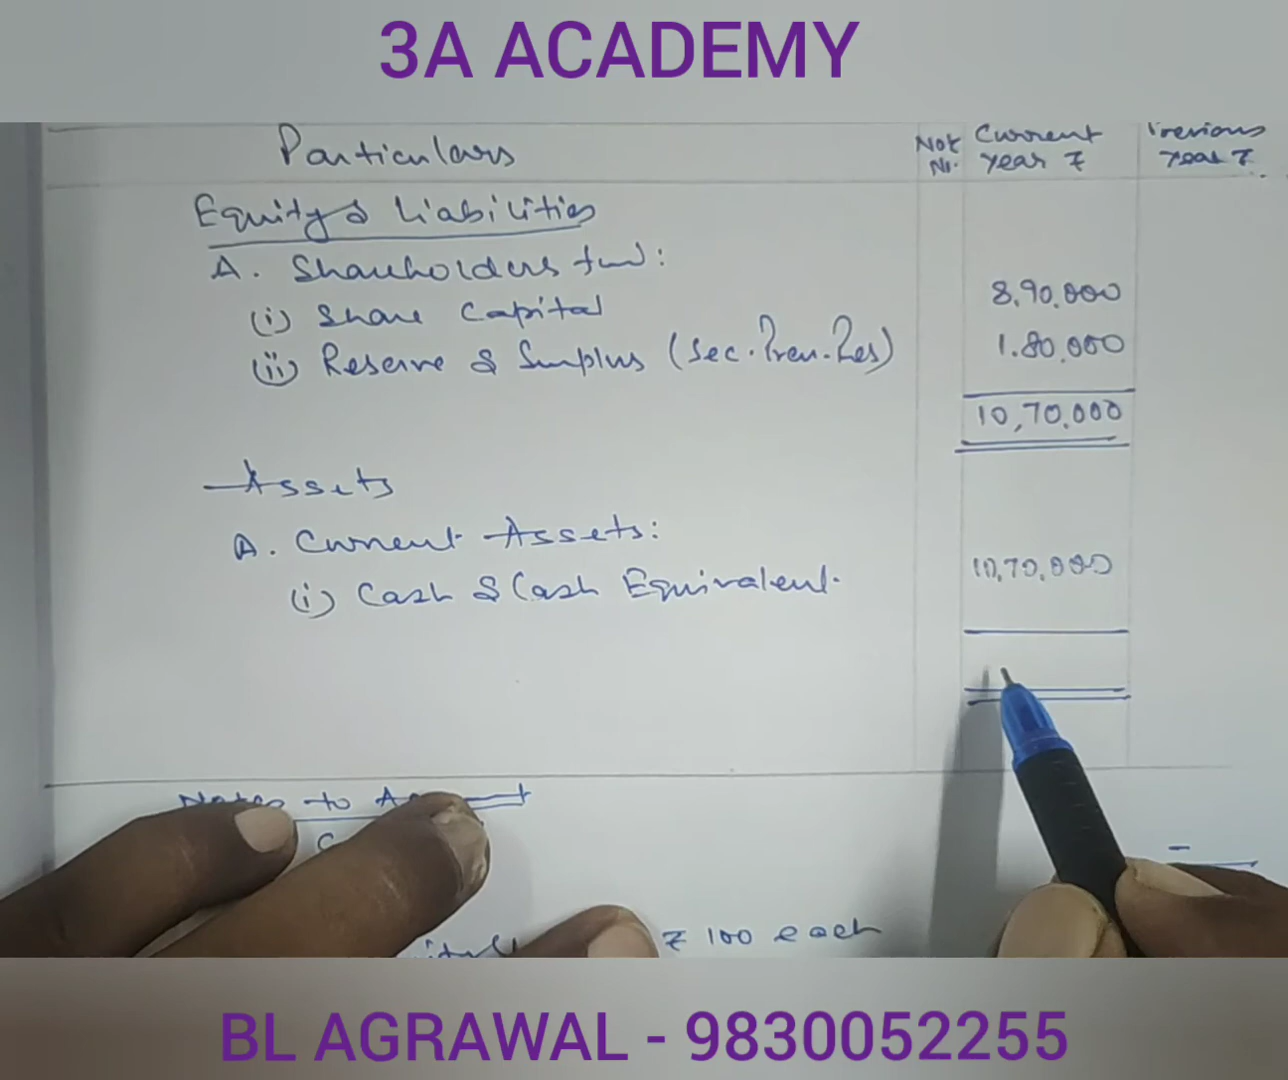 3A ACADEMY
Particulars Note No. Current Year ₹ Previous Year ₹
Equity & Liabilities
A. Shareholders fund:
(i) Share Capital 8,90,000
(ii) Reserve & Surplus (Sec. Prem. Res) 1,80,000
10,70,000
Assets
A. Current Assets:
(i) Cash & Cash Equivalent. 10,70,000
Notes to
₹ 100 each
BL AGRAWAL - 9830052255